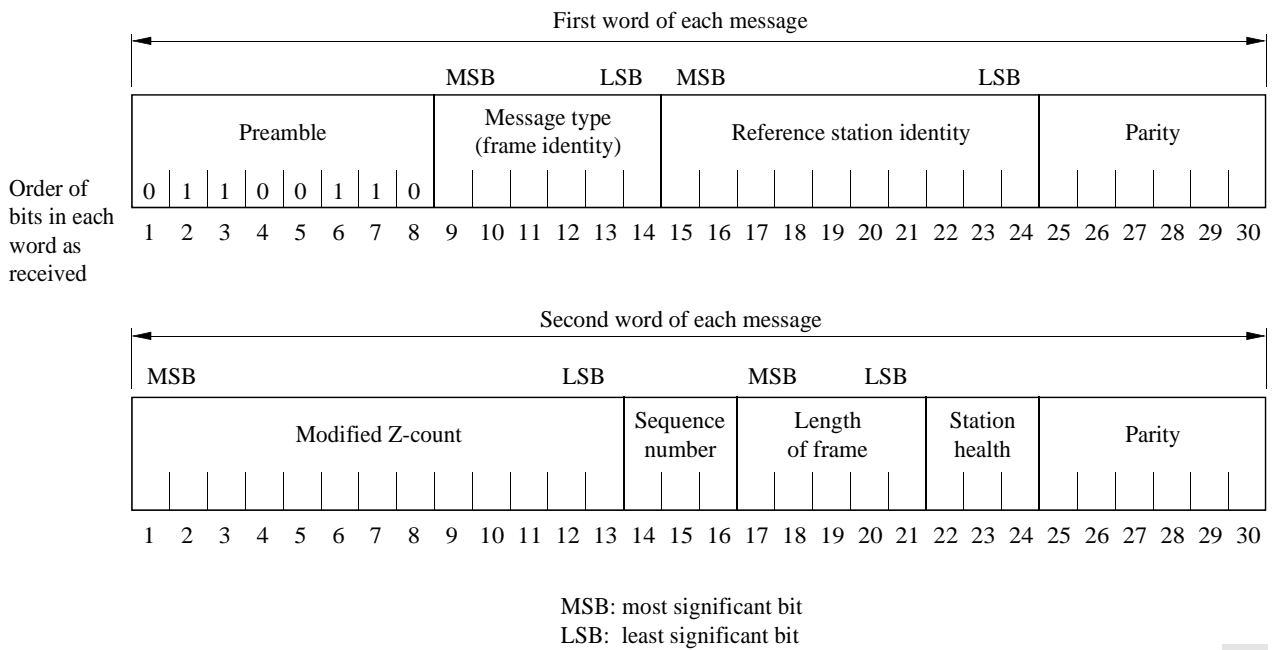 First word of each message
MSB LSB MSB LSB
Preamble
Message type
(frame identity)
Reference station identity
Parity
Order of
bits in each
word as
received
0 1 1 0 0 1 1 0
1 2 3 4 5 6 7 8 9 10 11 12 13 14 15 16 17 18 19 20 21 22 23 24 25 26 27 28 29 30
Second word of each message
MSB LSB MSB LSB
Modified Z-count
Sequence
number
Length
of frame
Station
health
Parity
1 2 3 4 5 6 7 8 9 10 11 12 13 14 15 16 17 18 19 20 21 22 23 24 25 26 27 28 29 30
MSB: most significant bit
LSB: least significant bit